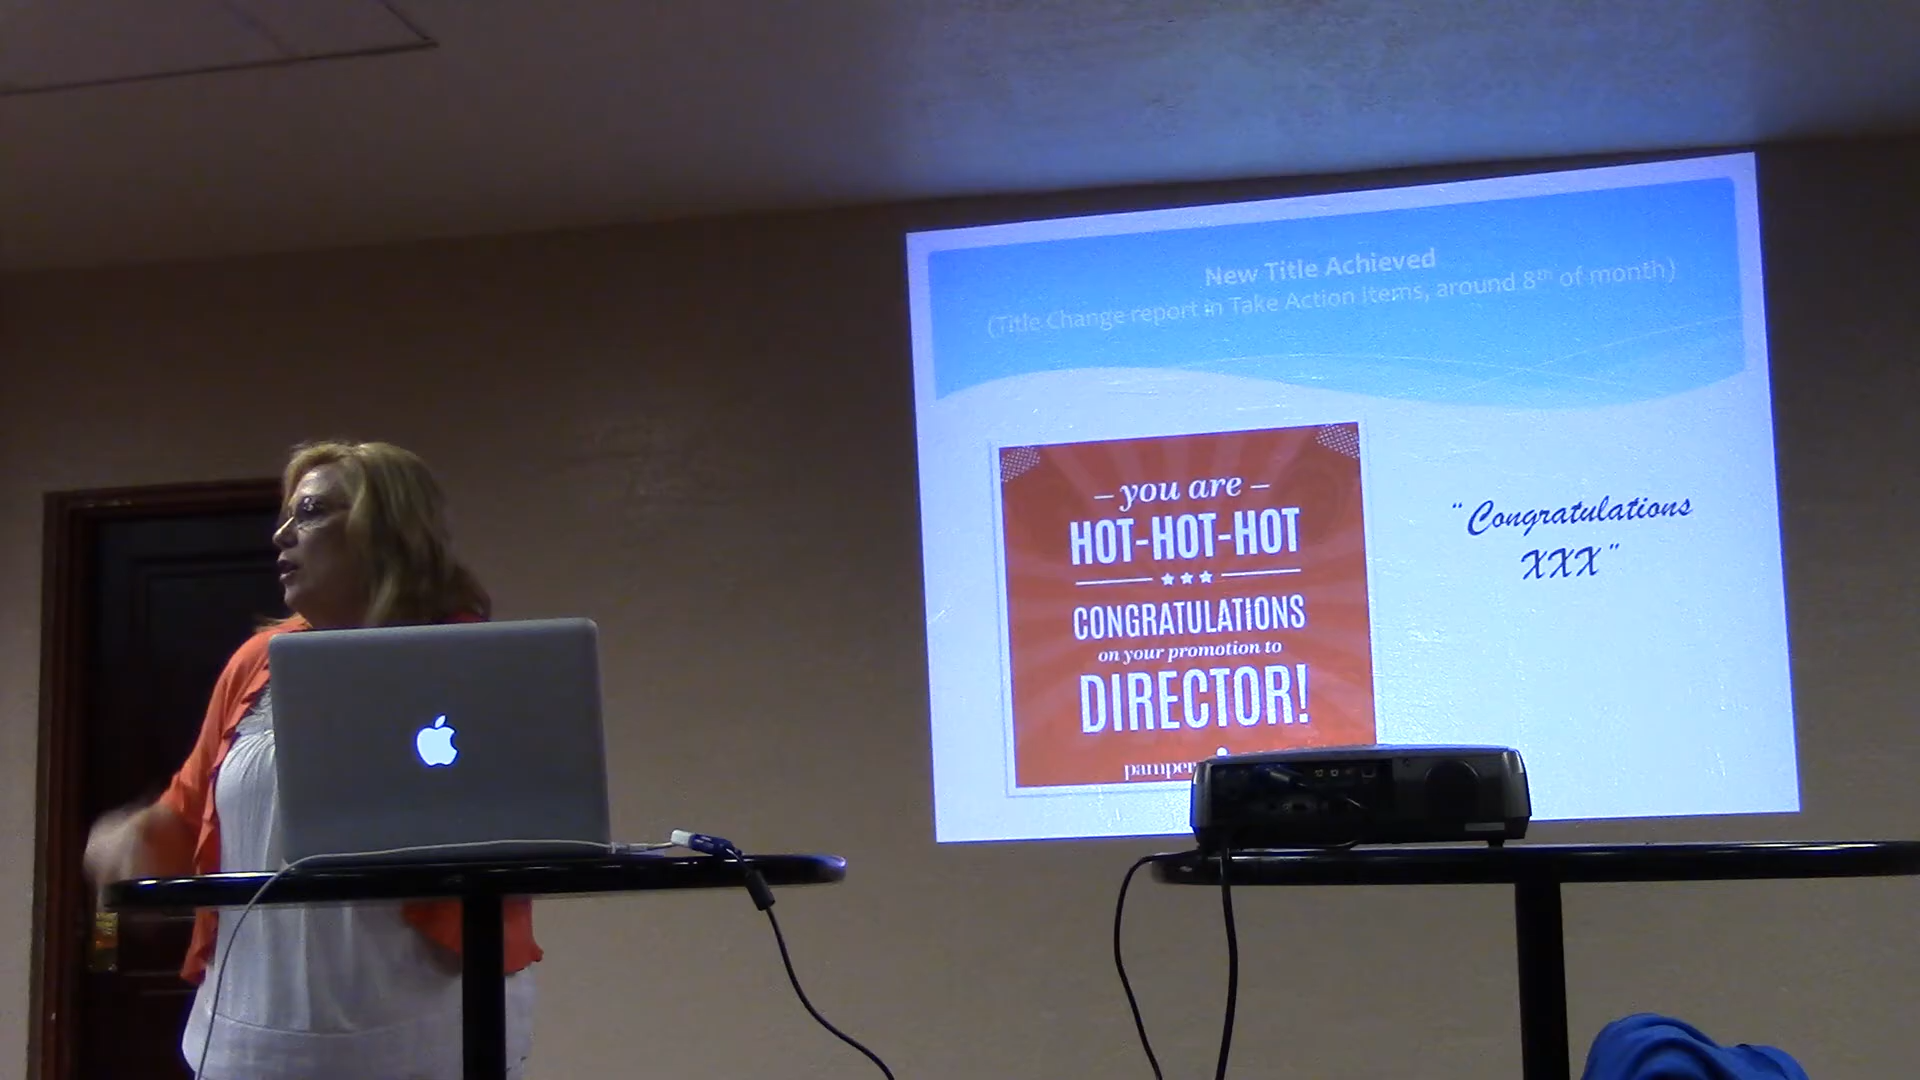 New Title Achieved
(Title Change report in Take Action Items, around 8th of month)
– you are –
HOT-HOT-HOT
CONGRATULATIONS
on your promotion to
DIRECTOR!
“Congratulations
XXX”